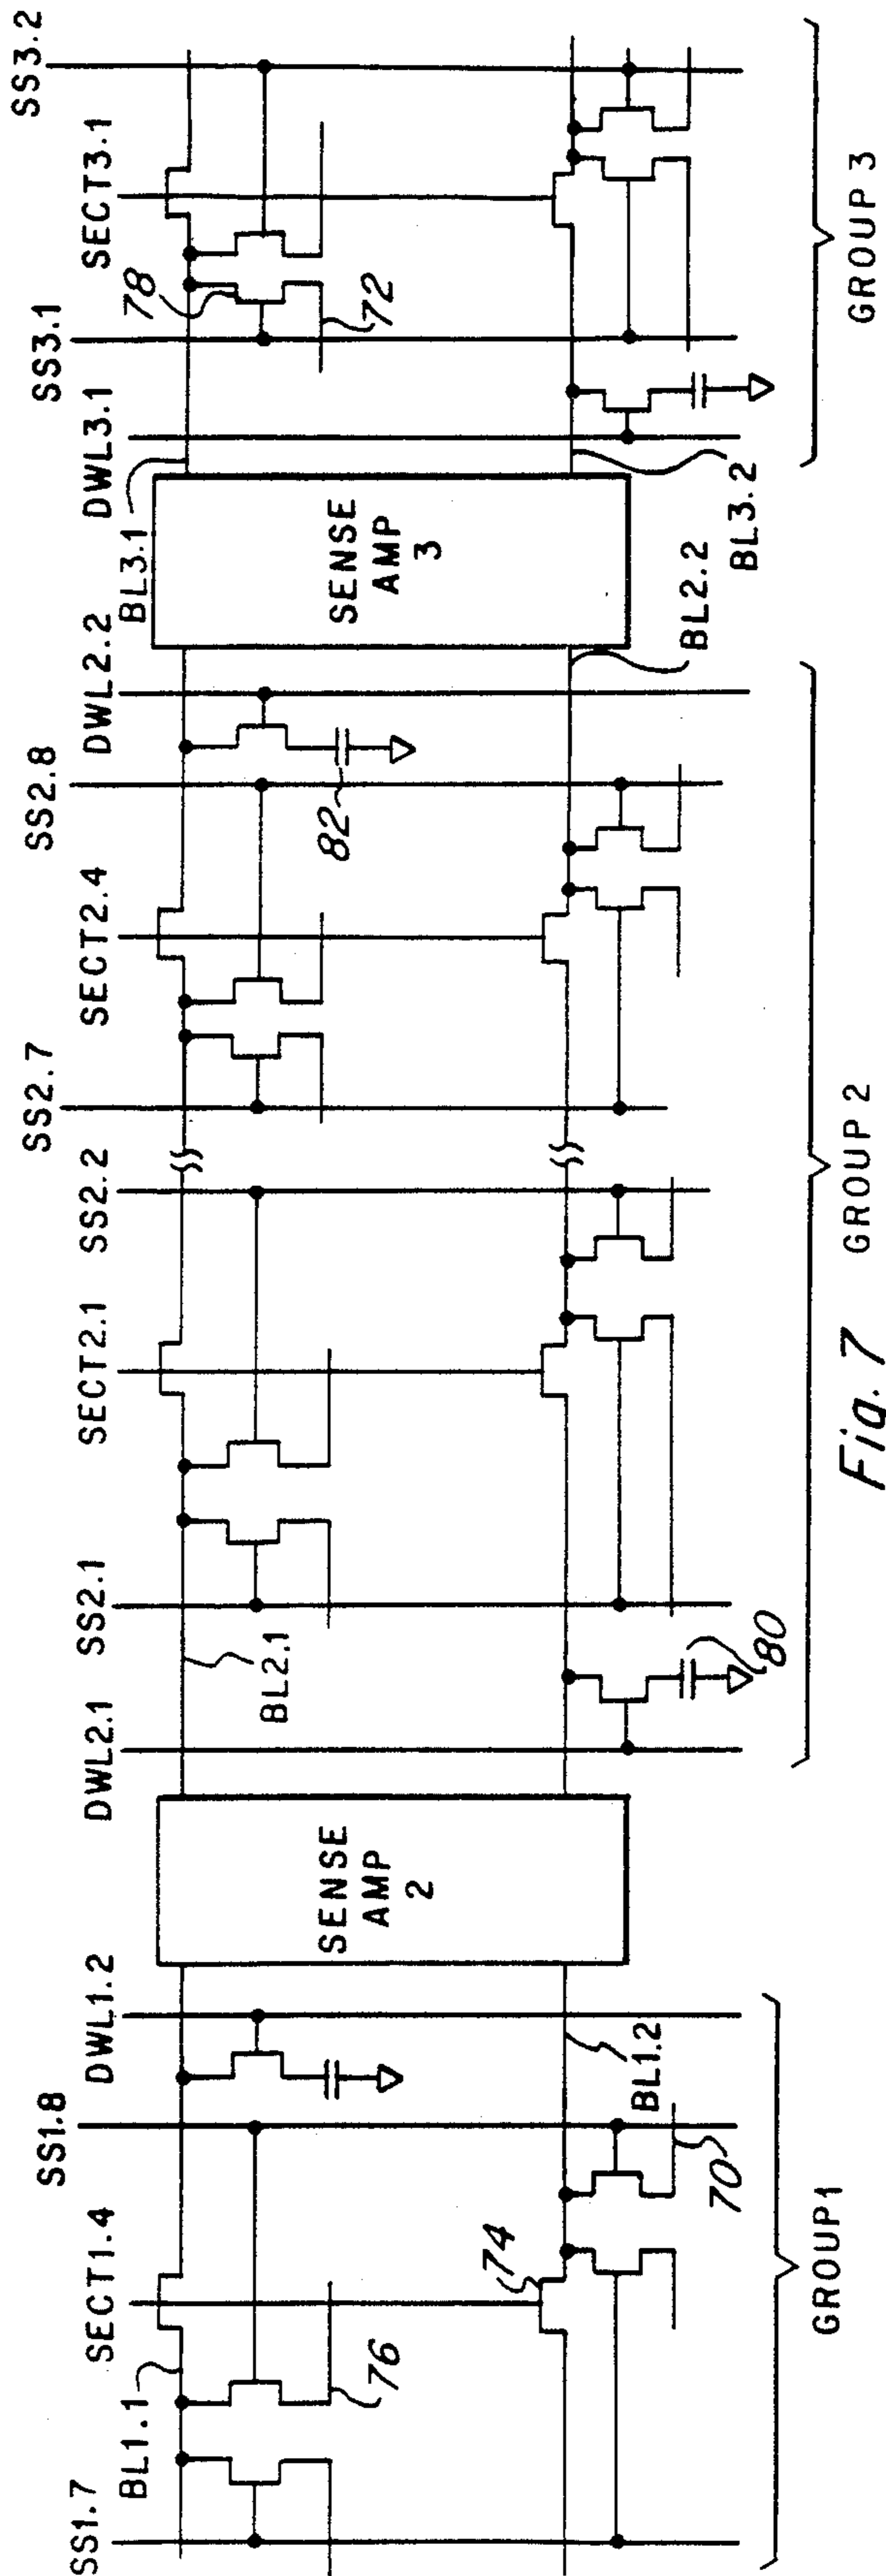 SS1.7
BL1.1
SECT1.4
SS1.8
DWL1.2
DWL2.1
SS2.1
SECT2.1
SS2.2
SS2.7
SECT2.4
SS2.8
DWL2.2
BL3.1
DWL3.1
SS3.1
SECT3.1
SS3.2
76
74
70
BL1.2
SENSE
AMP
2
BL2.1
80
82
SENSE
AMP
3
BL2.2
BL3.2
78
72
GROUP1
GROUP 2
GROUP 3
Fig. 7